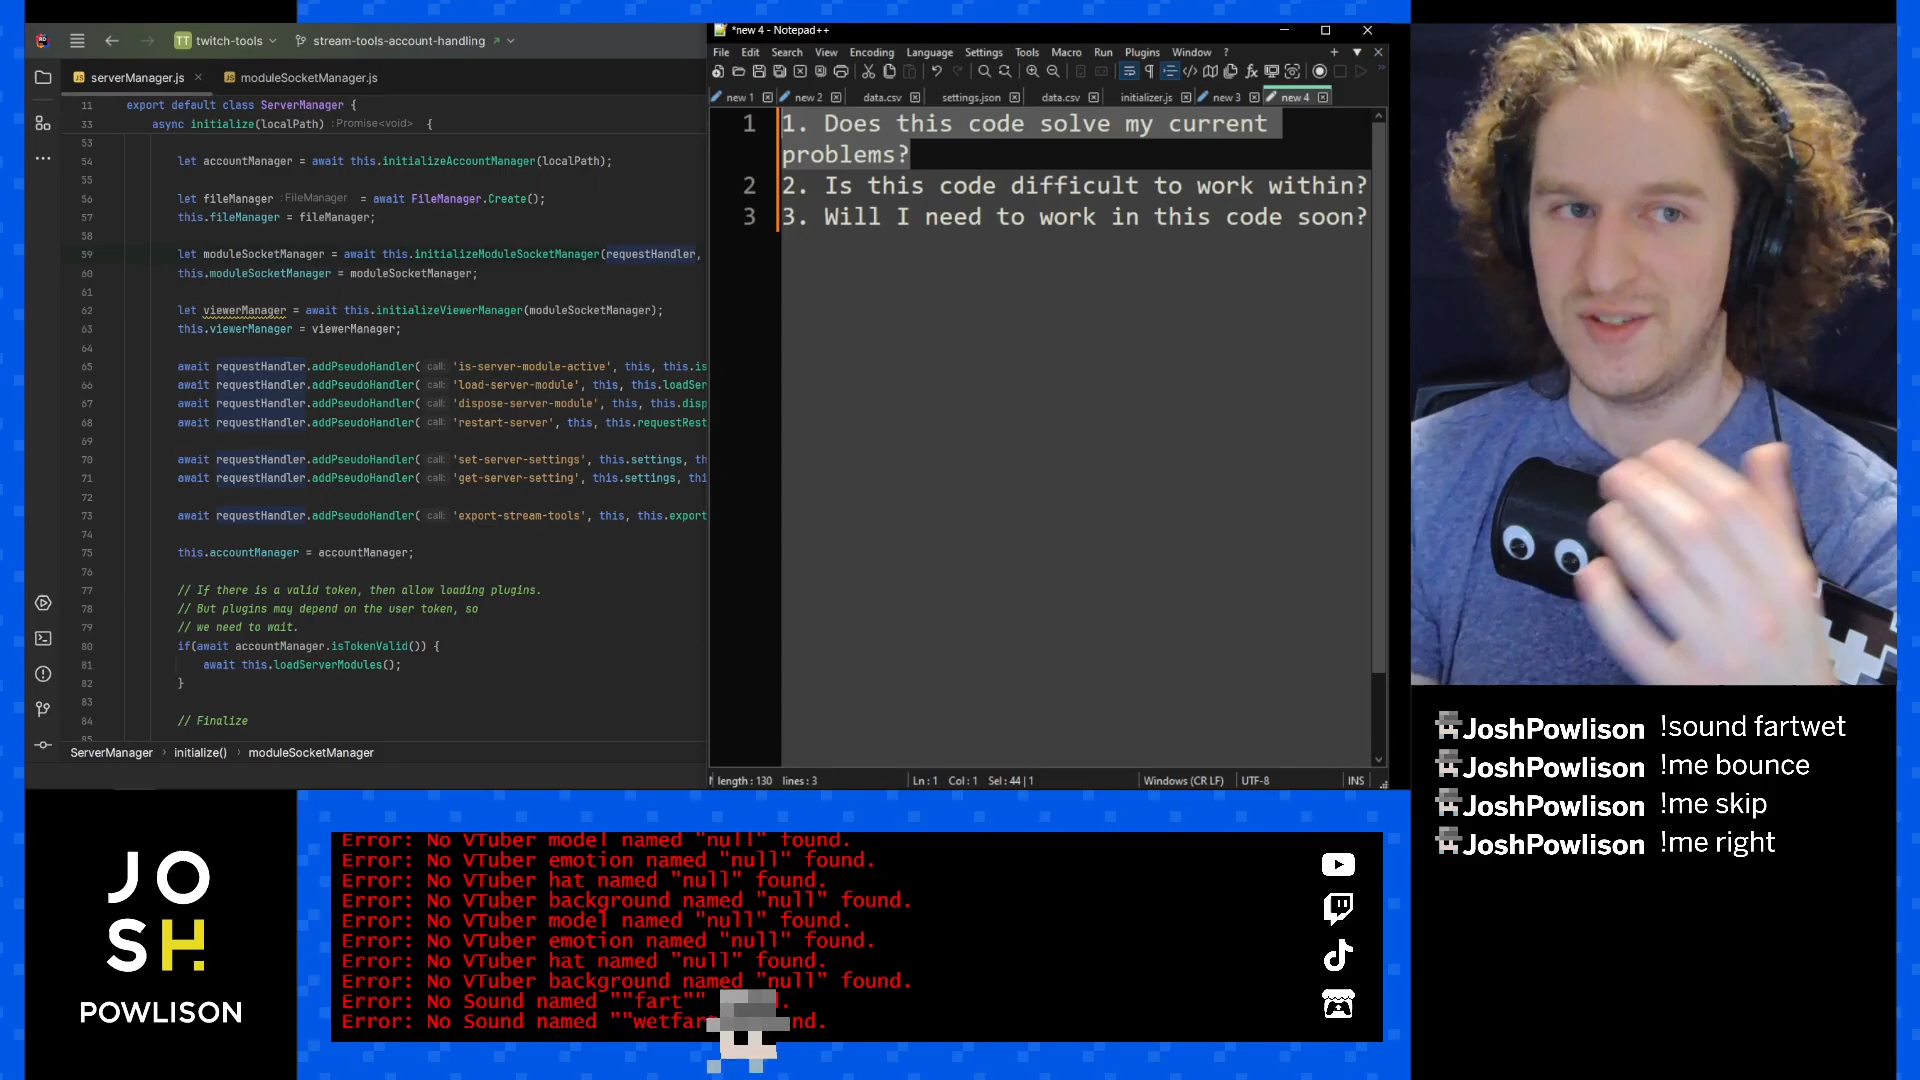 twitch-tools
stream-tools-account-handling
serverManager.js
moduleSocketManager.js
11 export default class ServerManager {
33 async initialize(localPath) : Promise<void> {
53
54 let accountManager = await this.initializeAccountManager(localPath);
55
56 let fileManager : FileManager = await FileManager.Create();
57 this.fileManager = fileManager;
58
59 let moduleSocketManager = await this.initializeModuleSocketManager(requestHandler,
60 this.moduleSocketManager = moduleSocketManager;
61
62 let viewerManager = await this.initializeViewerManager(moduleSocketManager);
63 this.viewerManager = viewerManager;
64
65 await requestHandler.addPseudoHandler( call: 'is-server-module-active', this, this.is
66 await requestHandler.addPseudoHandler( call: 'load-server-module', this, this.loadSer
67 await requestHandler.addPseudoHandler( call: 'dispose-server-module', this, this.disp
68 await requestHandler.addPseudoHandler( call: 'restart-server', this, this.requestRest
69
70 await requestHandler.addPseudoHandler( call: 'set-server-settings', this.settings, th
71 await requestHandler.addPseudoHandler( call: 'get-server-setting', this.settings, thi
72
73 await requestHandler.addPseudoHandler( call: 'export-stream-tools', this, this.export
74
75 this.accountManager = accountManager;
76
77 // If there is a valid token, then allow loading plugins.
78 // But plugins may depend on the user token, so
79 // we need to wait.
80 if(await accountManager.isTokenValid()) {
81 await this.loadServerModules();
82 }
83
84 // Finalize
85
ServerManager › initialize() › moduleSocketManager
*new 4 - Notepad++
File Edit Search View Encoding Language Settings Tools Macro Run Plugins Window ?
new 1 new 2 data.csv settings.json data.csv initializer.js new 3 new 4
1 1. Does this code solve my current
problems?
2 2. Is this code difficult to work within?
3 3. Will I need to work in this code soon?
length : 130 lines : 3 Ln : 1 Col : 1 Sel : 44 | 1 Windows (CR LF) UTF-8 INS
JoshPowlison !sound fartwet
JoshPowlison !me bounce
JoshPowlison !me skip
JoshPowlison !me right
JO
SH
POWLISON
Error: No VTuber model named "null" found.
Error: No VTuber emotion named "null" found.
Error: No VTuber hat named "null" found.
Error: No VTuber background named "null" found.
Error: No VTuber model named "null" found.
Error: No VTuber emotion named "null" found.
Error: No VTuber hat named "null" found.
Error: No VTuber background named "null" found.
Error: No Sound named ""fart""
Error: No Sound named ""wetfar